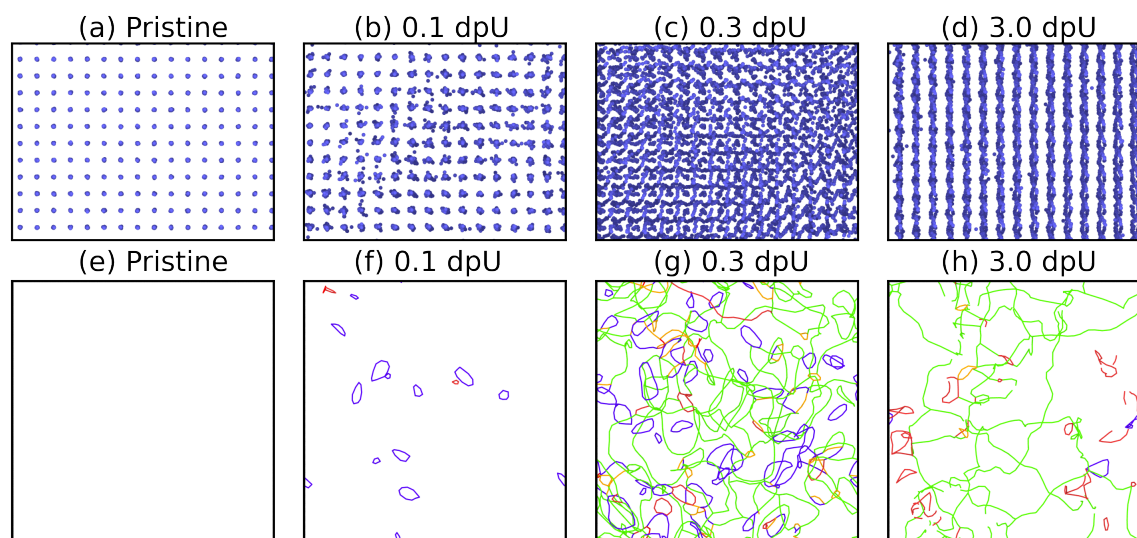 (a) Pristine
(b) 0.1 dpU
(c) 0.3 dpU
(d) 3.0 dpU
(e) Pristine
(f) 0.1 dpU
(g) 0.3 dpU
(h) 3.0 dpU